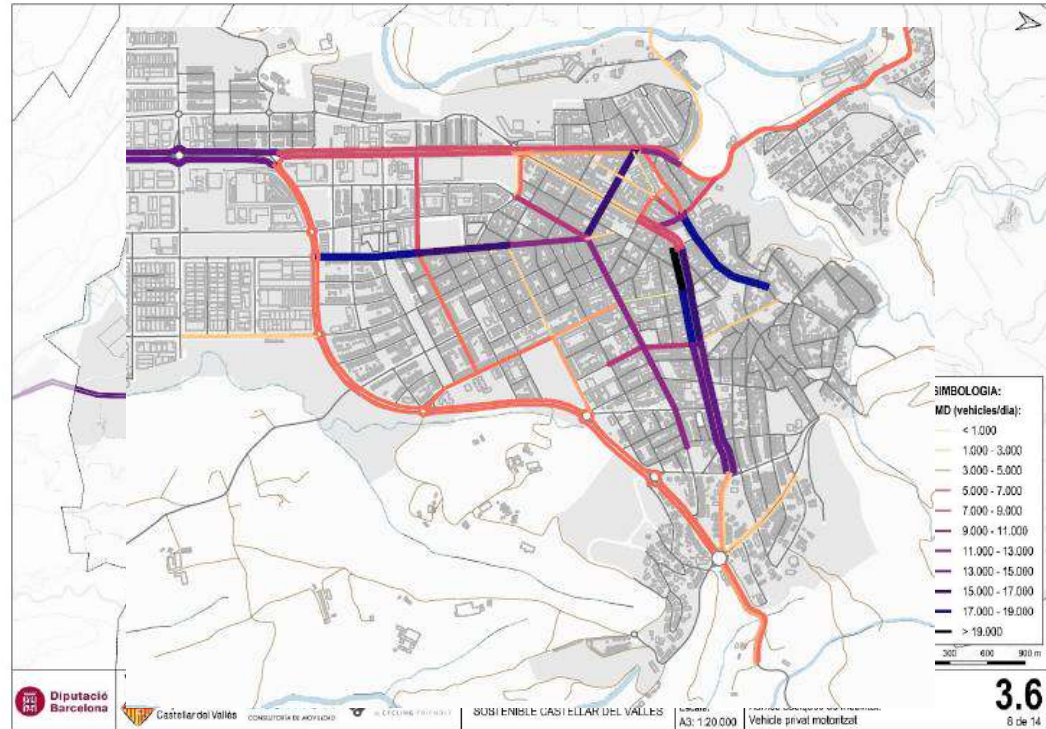 SIMBOLOGIA:
MD (vehicles/dia):
< 1.000
1.000 - 3.000
3.000 - 5.000
5.000 - 7.000
7.000 - 9.000
9.000 - 11.000
11.000 - 13.000
13.000 - 15.000
15.000 - 17.000
17.000 - 19.000
> 19.000
300 600 900 m
Diputació
Barcelona
Castellar del Vallès
CONSULTORIA DE MOVILIDAD
SOSTENIBLE CASTELLAR DEL VALLÈS
A3: 1:20.000
Vehicle privat motoritzat
3.6
8 de 14